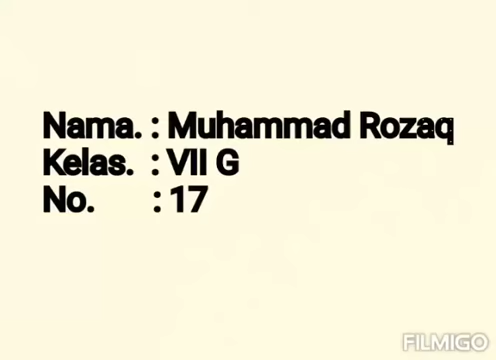 Nama. : Muhammad Rozaq
Kelas. : VII G
No. : 17
FILMIGO